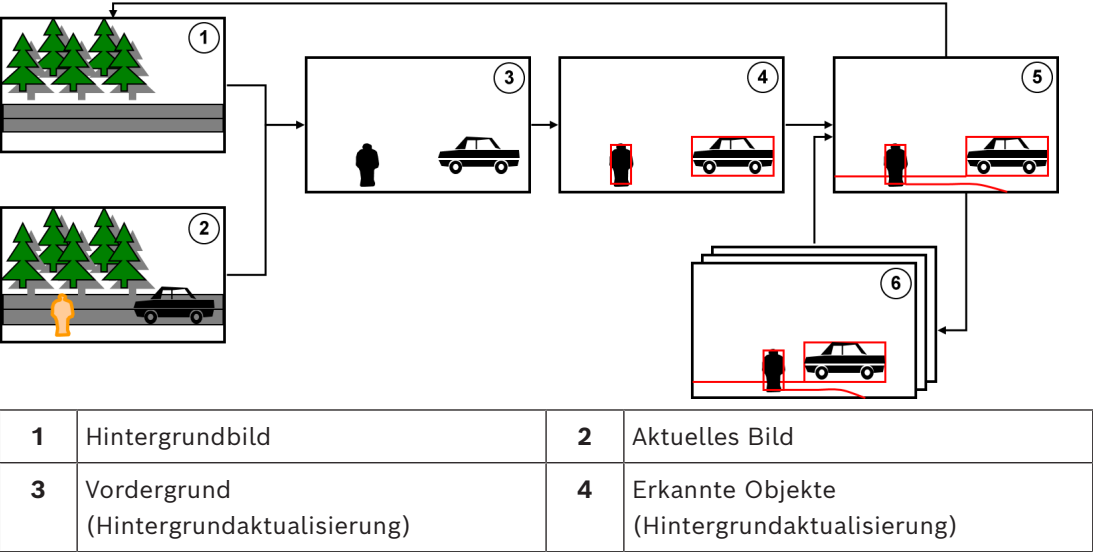 1
2
3
4
5
6
1 Hintergrundbild 2 Aktuelles Bild
3 Vordergrund
(Hintergrundaktualisierung)
4 Erkannte Objekte
(Hintergrundaktualisierung)